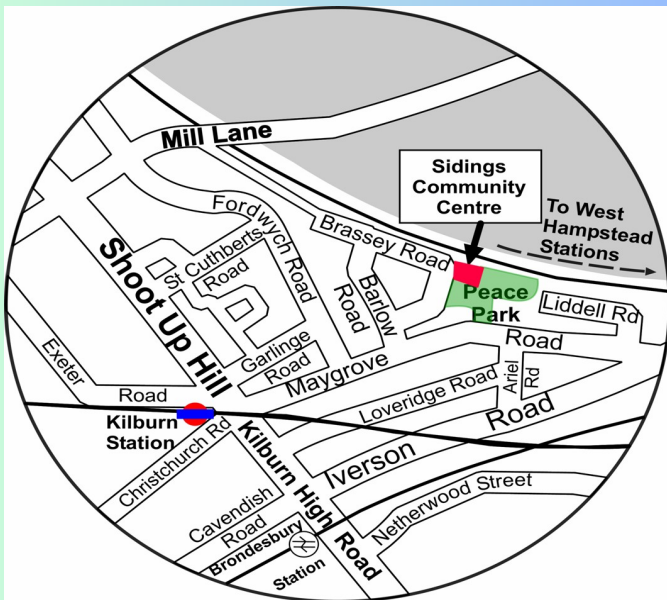 Mill Lane
Sidings
Community
Centre
To West
Hampstead
Stations
Fordwych Road
Brassey Road
St Cuthberts
Road
Shoot Up Hill
Barlow
Road
Peace
Park
Liddell Rd
Garlinge
Road
Maygrove
Road
Exeter
Road
Loveridge Road
Ariel
Rd
Kilburn
Station
Christchurch Rd
Iverson
Road
Kilburn High Road
Cavendish
Road
Netherwood Street
Brondesbury
Station